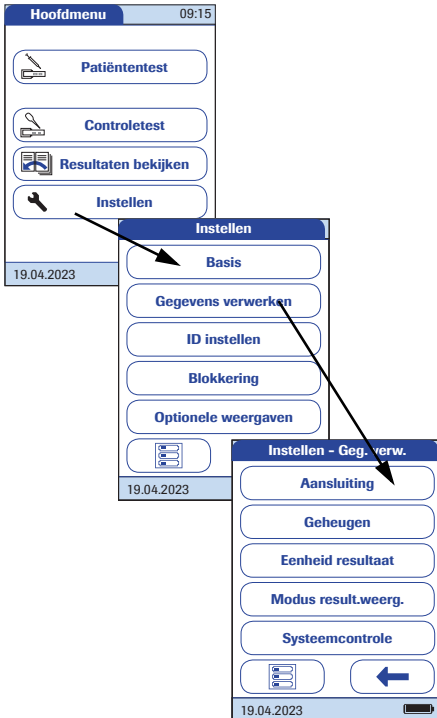 Hoofdmenu 09:15
Patiëntentest
Controletest
Resultaten bekijken
Instellen
19.04.2023
Instellen
Basis
Gegevens verwerken
ID instellen
Blokkering
Optionele weergaven
19.04.2023
Instellen - Geg. verw.
Aansluiting
Geheugen
Eenheid resultaat
Modus result.weerg.
Systeemcontrole
19.04.2023